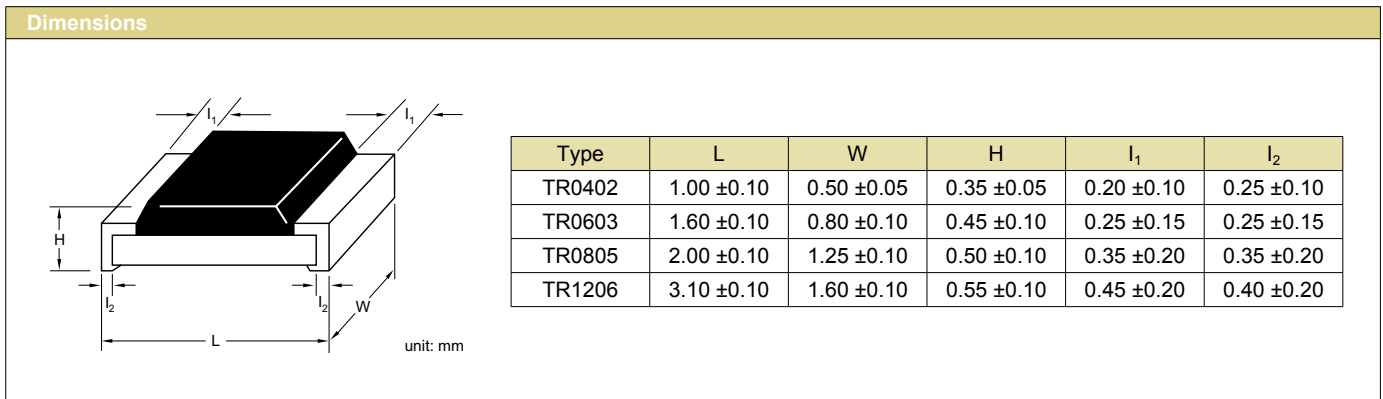 Dimensions
I₁ I₁
H
I₂ I₂
W
L
unit: mm
Type L W H I₁ I₂
TR0402 1.00 ±0.10 0.50 ±0.05 0.35 ±0.05 0.20 ±0.10 0.25 ±0.10
TR0603 1.60 ±0.10 0.80 ±0.10 0.45 ±0.10 0.25 ±0.15 0.25 ±0.15
TR0805 2.00 ±0.10 1.25 ±0.10 0.50 ±0.10 0.35 ±0.20 0.35 ±0.20
TR1206 3.10 ±0.10 1.60 ±0.10 0.55 ±0.10 0.45 ±0.20 0.40 ±0.20